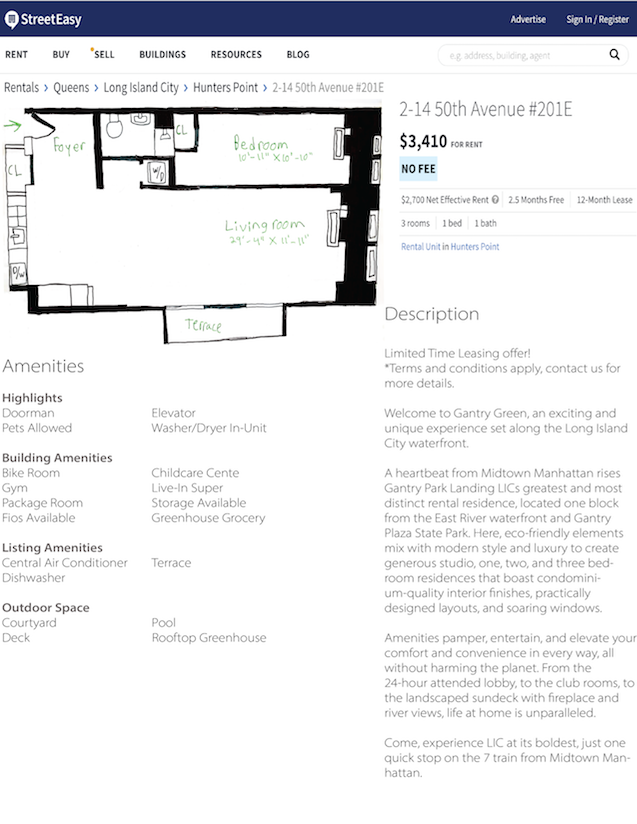 StreetEasy
Advertise
Sign In / Register
RENT
BUY
SELL
BUILDINGS
RESOURCES
BLOG
e.g. address, building, agent
Rentals > Queens > Long Island City > Hunters Point > 2-14 50th Avenue #201E
2-14 50th Avenue #201E
$3,410 FOR RENT
NO FEE
$2,700 Net Effective Rent ? 2.5 Months Free 12-Month Lease
3 rooms 1 bed 1 bath
Rental Unit in Hunters Point
Foyer
CL
CL
W/D
Bedroom
10'-11" X 10'-10"
Living room
29'-4" X 11'-11"
D/W
Terrace
Amenities
Highlights
Doorman Elevator
Pets Allowed Washer/Dryer In-Unit
Building Amenities
Bike Room Childcare Cente
Gym Live-In Super
Package Room Storage Available
Fios Available Greenhouse Grocery
Listing Amenities
Central Air Conditioner Terrace
Dishwasher
Outdoor Space
Courtyard Pool
Deck Rooftop Greenhouse
Description
Limited Time Leasing offer!
*Terms and conditions apply, contact us for
more details.
Welcome to Gantry Green, an exciting and
unique experience set along the Long Island
City waterfront.
A heartbeat from Midtown Manhattan rises
Gantry Park Landing LICs greatest and most
distinct rental residence, located one block
from the East River waterfront and Gantry
Plaza State Park. Here, eco-friendly elements
mix with modern style and luxury to create
generous studio, one, two, and three bed-
room residences that boast condomini-
um-quality interior finishes, practically
designed layouts, and soaring windows.
Amenities pamper, entertain, and elevate your
comfort and convenience in every way, all
without harming the planet. From the
24-hour attended lobby, to the club rooms, to
the landscaped sundeck with fireplace and
river views, life at home is unparalleled.
Come, experience LIC at its boldest, just one
quick stop on the 7 train from Midtown Man-
hattan.